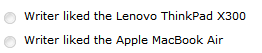 Writer liked the Lenovo ThinkPad X300
Writer liked the Apple MacBook Air